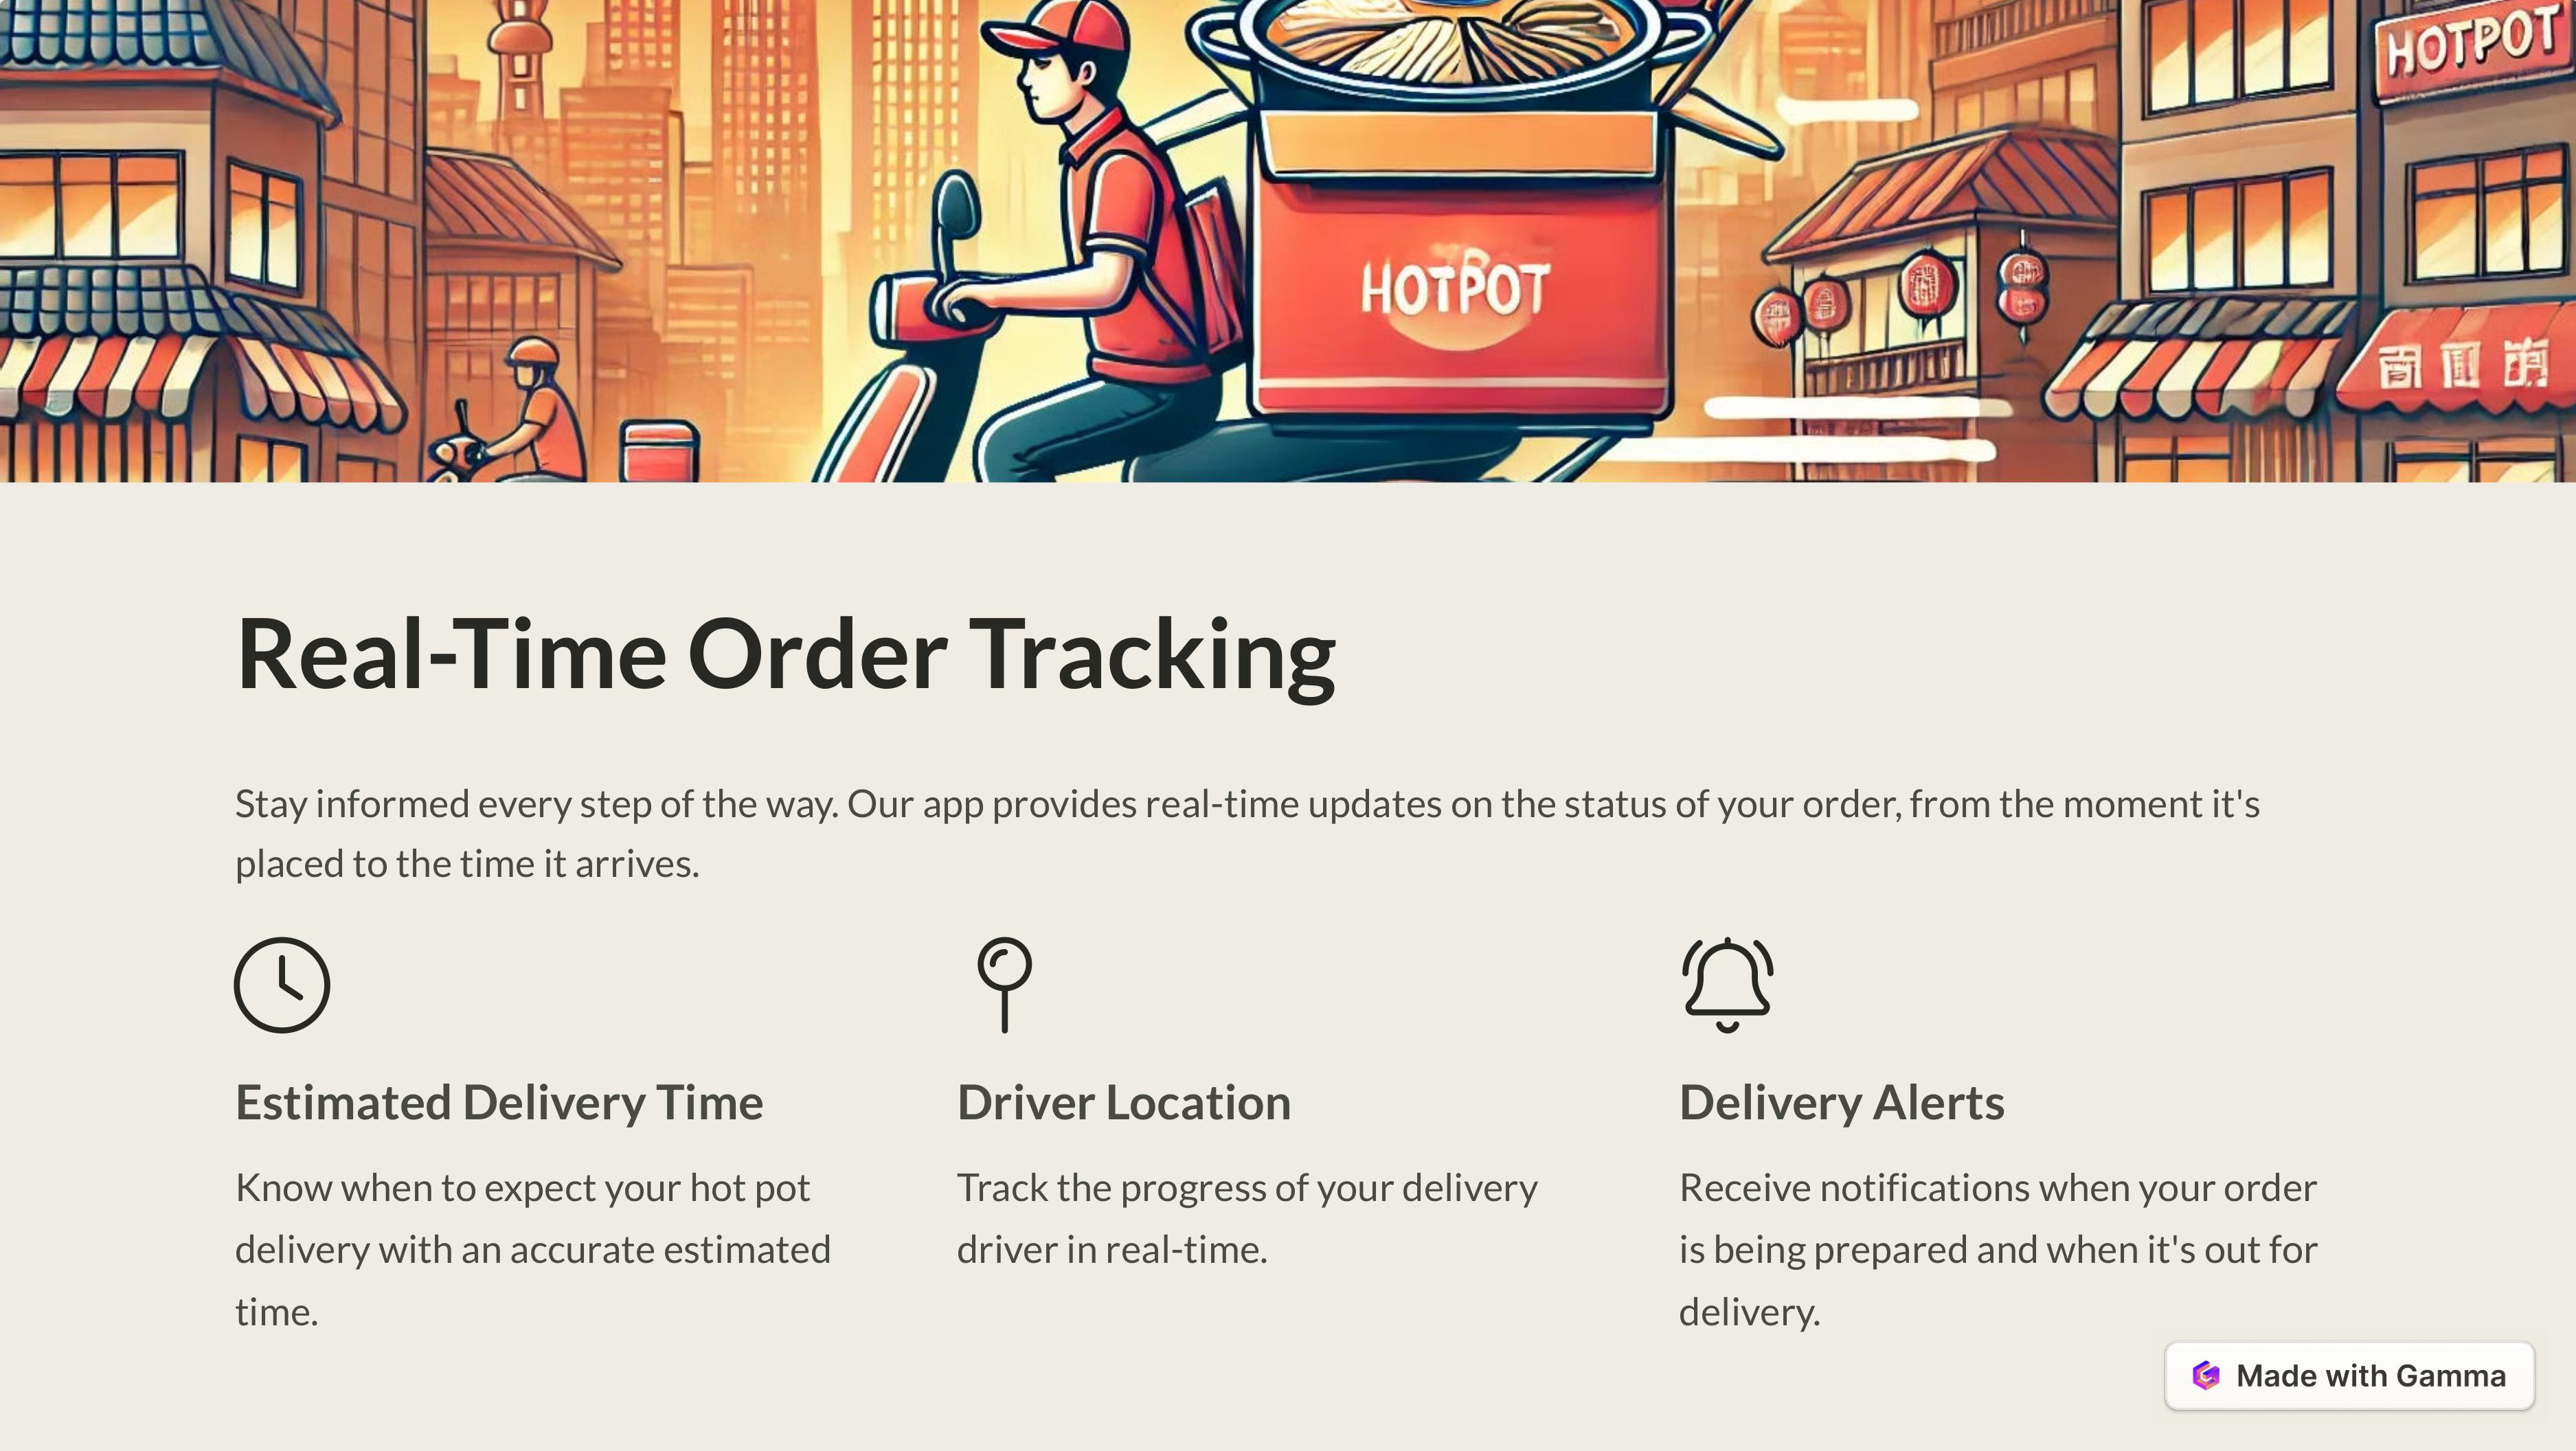 HOTPOT
HOTPOT
Real-Time Order Tracking
Stay informed every step of the way. Our app provides real-time updates on the status of your order, from the moment it's
placed to the time it arrives.
Estimated Delivery Time
Know when to expect your hot pot
delivery with an accurate estimated
time.
Driver Location
Track the progress of your delivery
driver in real-time.
Delivery Alerts
Receive notifications when your order
is being prepared and when it's out for
delivery.
Made with Gamma